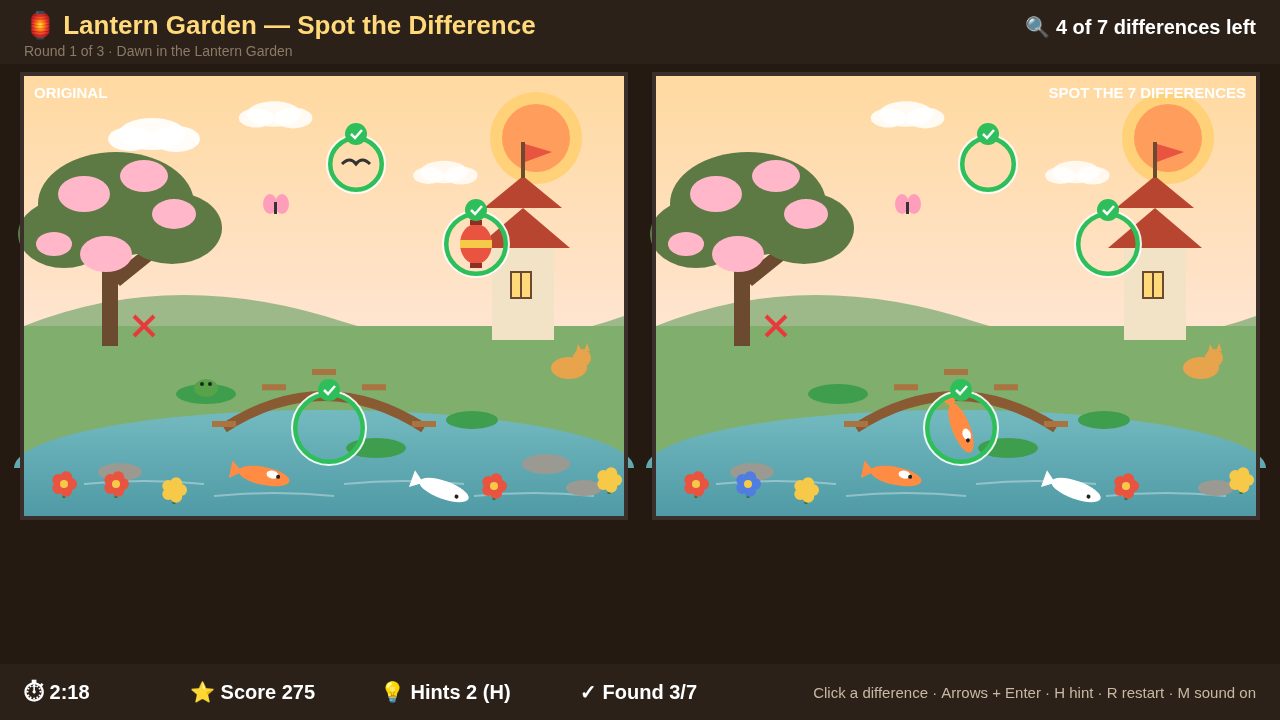 🏮 Lantern Garden — Spot the Difference
Round 1 of 3 · Dawn in the Lantern Garden
🔍 4 of 7 differences left
ORIGINAL
SPOT THE 7 DIFFERENCES
⏱ 2:18
⭐ Score 275
💡 Hints 2 (H)
✓ Found 3/7
Click a difference · Arrows + Enter · H hint · R restart · M sound on